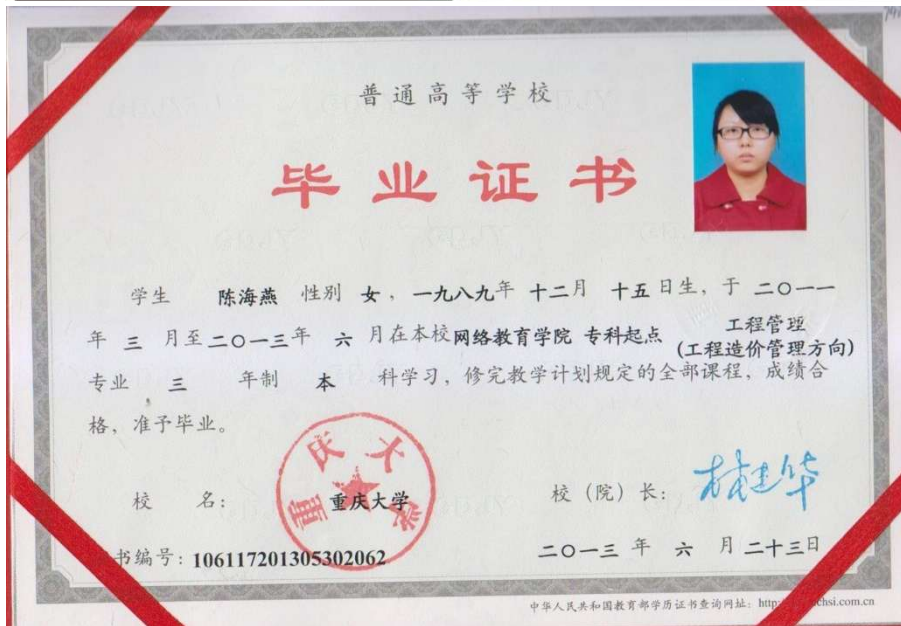 普通高等学校
毕业证书
学生 陈海燕 性别 女，一九八九年 十二月 十五日生，于 二〇一一
年 三 月至二〇一三年 六 月在本校网络教育学院 专科起点 工程管理
(工程造价管理方向)
专业 三 年制 本 科学习，修完教学计划规定的全部课程，成绩合
格，准予毕业。
重庆大学
校 名：重庆大学
校（院）长：
书编号：106117201305302062
二〇一三 年 六 月 二十三日
中华人民共和国教育部学历证书查询网址：http chsi.com.cn